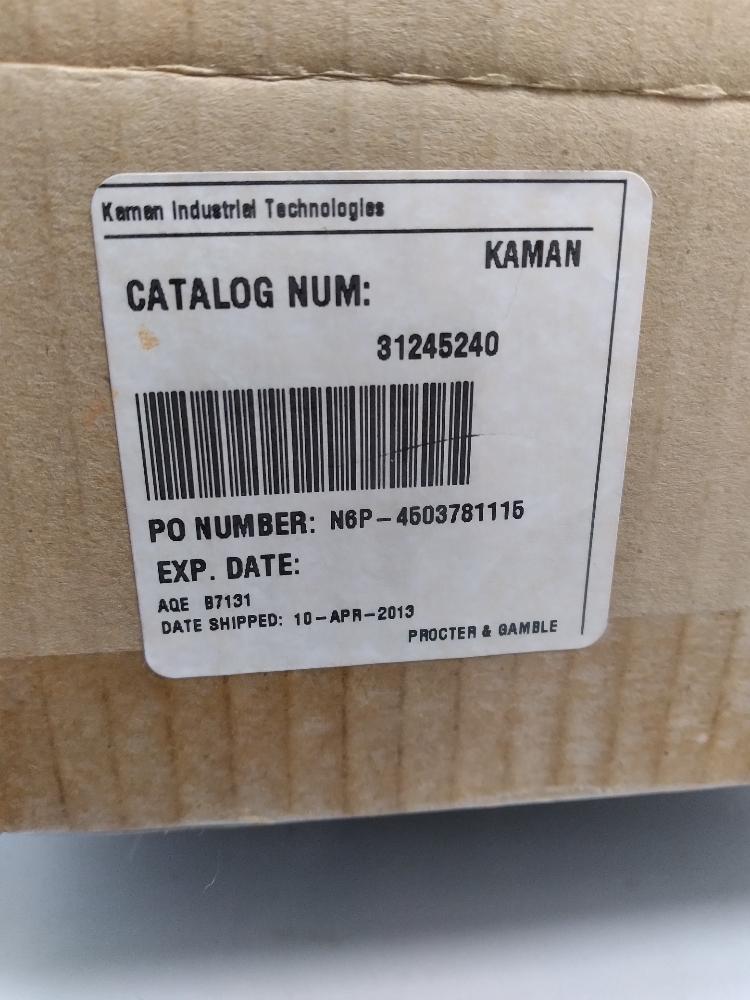 Kaman Industrial Technologies
KAMAN
CATALOG NUM:
31245240
PO NUMBER: N6P-4503781115
EXP. DATE:
AQE B7131
DATE SHIPPED: 10-APR-2013
PROCTER & GAMBLE